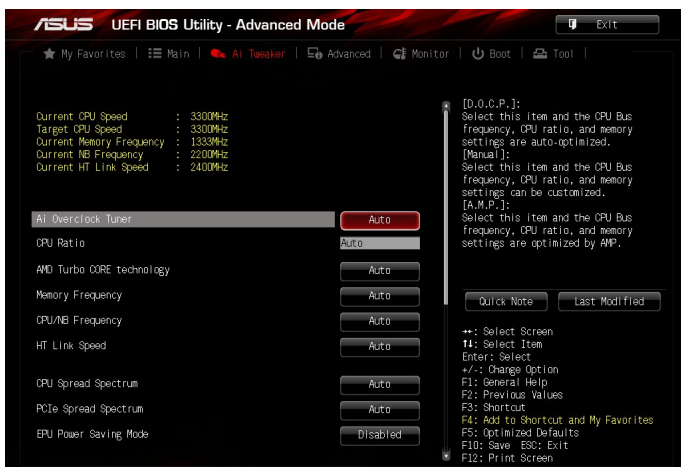 ASUS UEFI BIOS Utility - Advanced Mode
Exit
My Favorites | Main | Ai Tweaker | Advanced | Monitor | Boot | Tool |
Current CPU Speed : 3300MHz
Target CPU Speed : 3300MHz
Current Memory Frequency : 1333MHz
Current NB Frequency : 2200MHz
Current HT Link Speed : 2400MHz
Ai Overclock Tuner Auto
CPU Ratio Auto
AMD Turbo CORE technology Auto
Memory Frequency Auto
CPU/NB Frequency Auto
HT Link Speed Auto
CPU Spread Spectrum Auto
PCIe Spread Spectrum Auto
EPU Power Saving Mode Disabled
[D.O.C.P.]:
Select this item and the CPU Bus
frequency, CPU ratio, and memory
settings are auto-optimized.
[Manual]:
Select this item and the CPU Bus
frequency, CPU ratio, and memory
settings can be customized.
[A.M.P.]:
Select this item and the CPU Bus
frequency, CPU ratio, and memory
settings are optimized by AMP.
Quick Note Last Modified
→←: Select Screen
↑↓: Select Item
Enter: Select
+/-: Change Option
F1: General Help
F2: Previous Values
F3: Shortcut
F4: Add to Shortcut and My Favorites
F5: Optimized Defaults
F10: Save ESC: Exit
F12: Print Screen